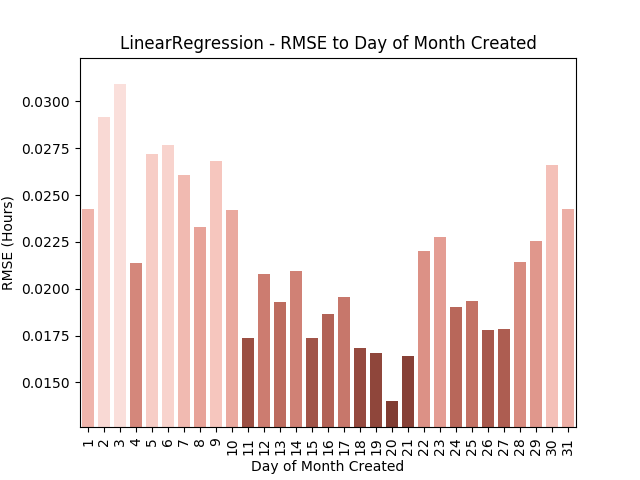 LinearRegression - RMSE to Day of Month Created
0.0300
0.0275
0.0250
0.0225
0.0200
0.0175
0.0150
RMSE (Hours)
1 2 3 4 5 6 7 8 9 10 11 12 13 14 15 16 17 18 19 20 21 22 23 24 25 26 27 28 29 30 31
Day of Month Created